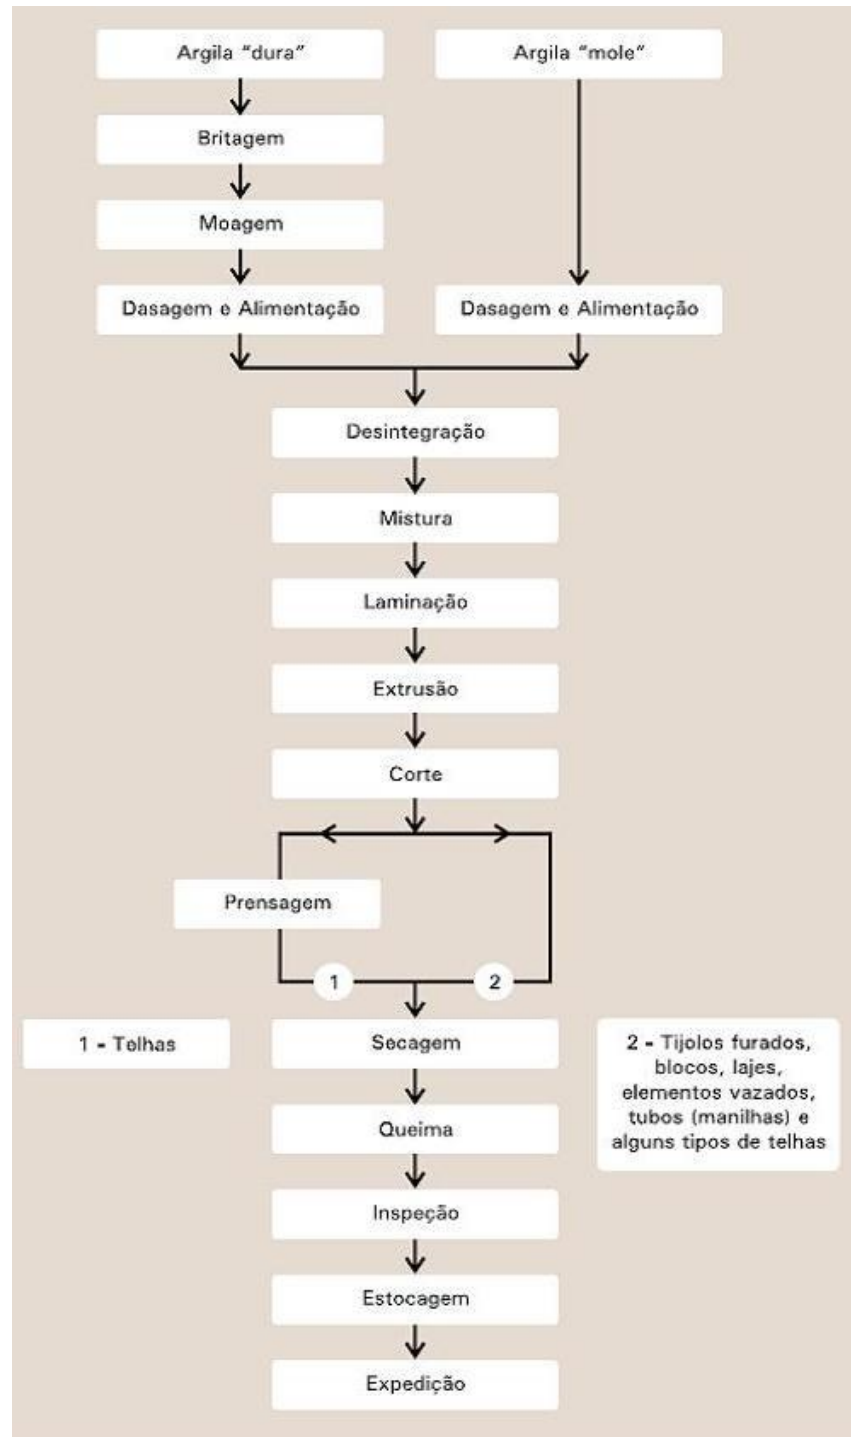 Argila “dura”
Argila “mole”
Britagem
Moagem
Dasagem e Alimentação
Dasagem e Alimentação
Desintegração
Mistura
Laminação
Extrusão
Corte
Prensagem
1
2
1 - Telhas
Secagem
2 - Tijolos furados,
blocos, lajes,
elementos vazados,
tubos (manilhas) e
alguns tipos de telhas
Queima
Inspeção
Estocagem
Expedição